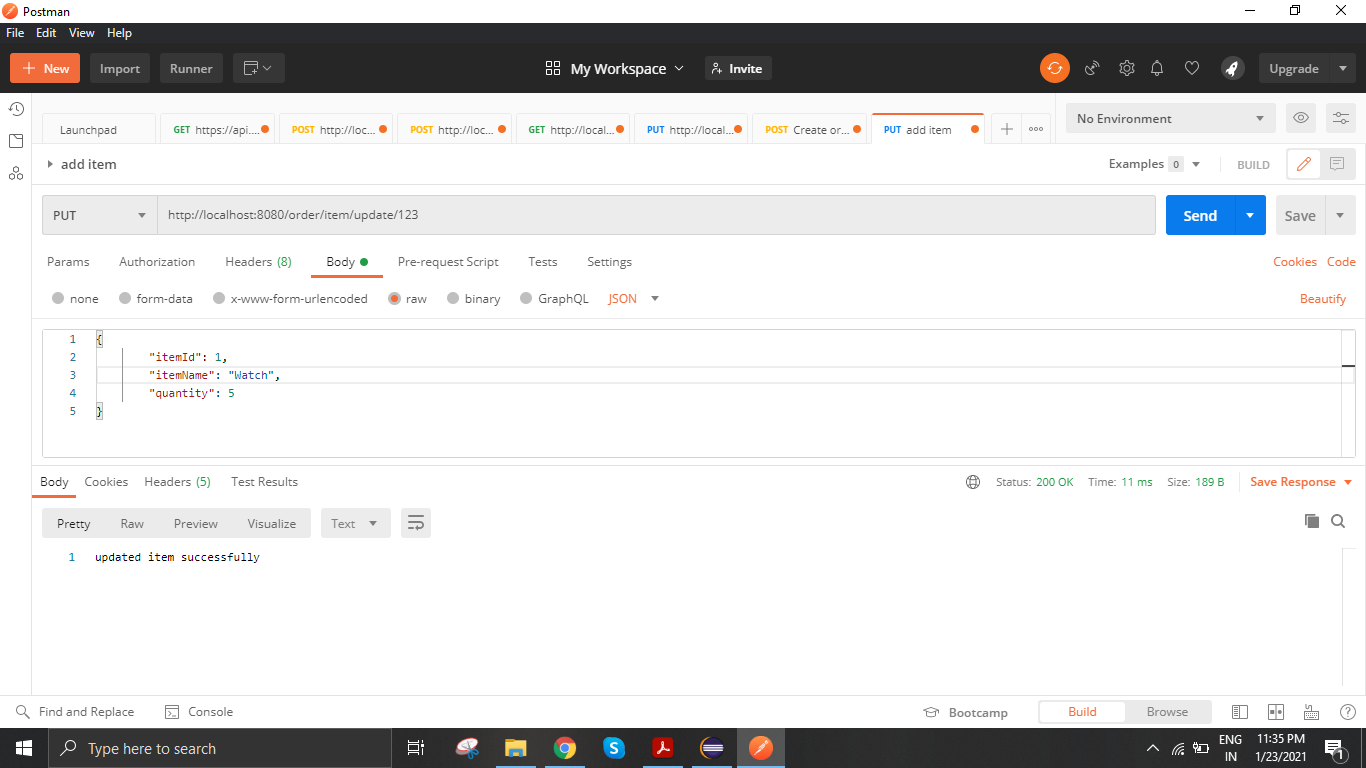 Postman
File Edit View Help
New Import Runner My Workspace Invite Upgrade
Launchpad GET https://api.... POST http://loc... POST http://loc... GET http://local... PUT http://local... POST Create or... PUT add item No Environment
add item Examples 0 BUILD
PUT http://localhost:8080/order/item/update/123 Send Save
Params Authorization Headers (8) Body Pre-request Script Tests Settings Cookies Code
none form-data x-www-form-urlencoded raw binary GraphQL JSON Beautify
1 {
2 "itemId": 1,
3 "itemName": "Watch",
4 "quantity": 5
5 }
Body Cookies Headers (5) Test Results Status: 200 OK Time: 11 ms Size: 189 B Save Response
Pretty Raw Preview Visualize Text
1 updated item successfully
Find and Replace Console Bootcamp Build Browse
Type here to search ENG 11:35 PM
IN 1/23/2021 1